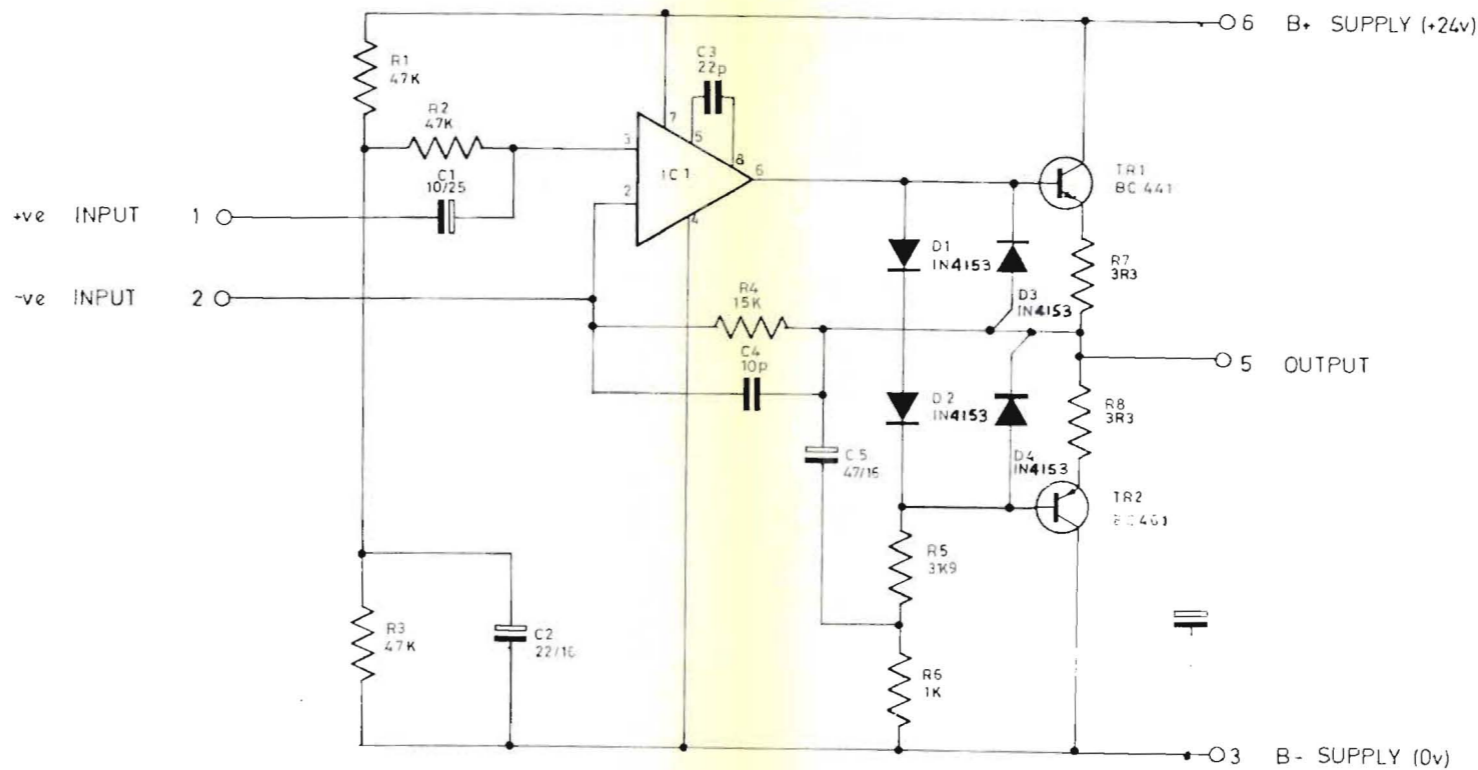 6 B+ SUPPLY (+24v)
R1
47K
C3
22p
R2
47K
7
5
8
3
IC1
6
2
4
C1
10/25
TR1
BC 441
+ve INPUT 1
D1
IN4153
R7
3R3
D3
IN4153
-ve INPUT 2
R4
15K
C4
10p
5 OUTPUT
D2
IN4153
R8
3R3
C5
47/16
D4
IN4153
TR2
R5
3K9
R3
47K
C2
22/16
R6
1K
3 B- SUPPLY (0v)